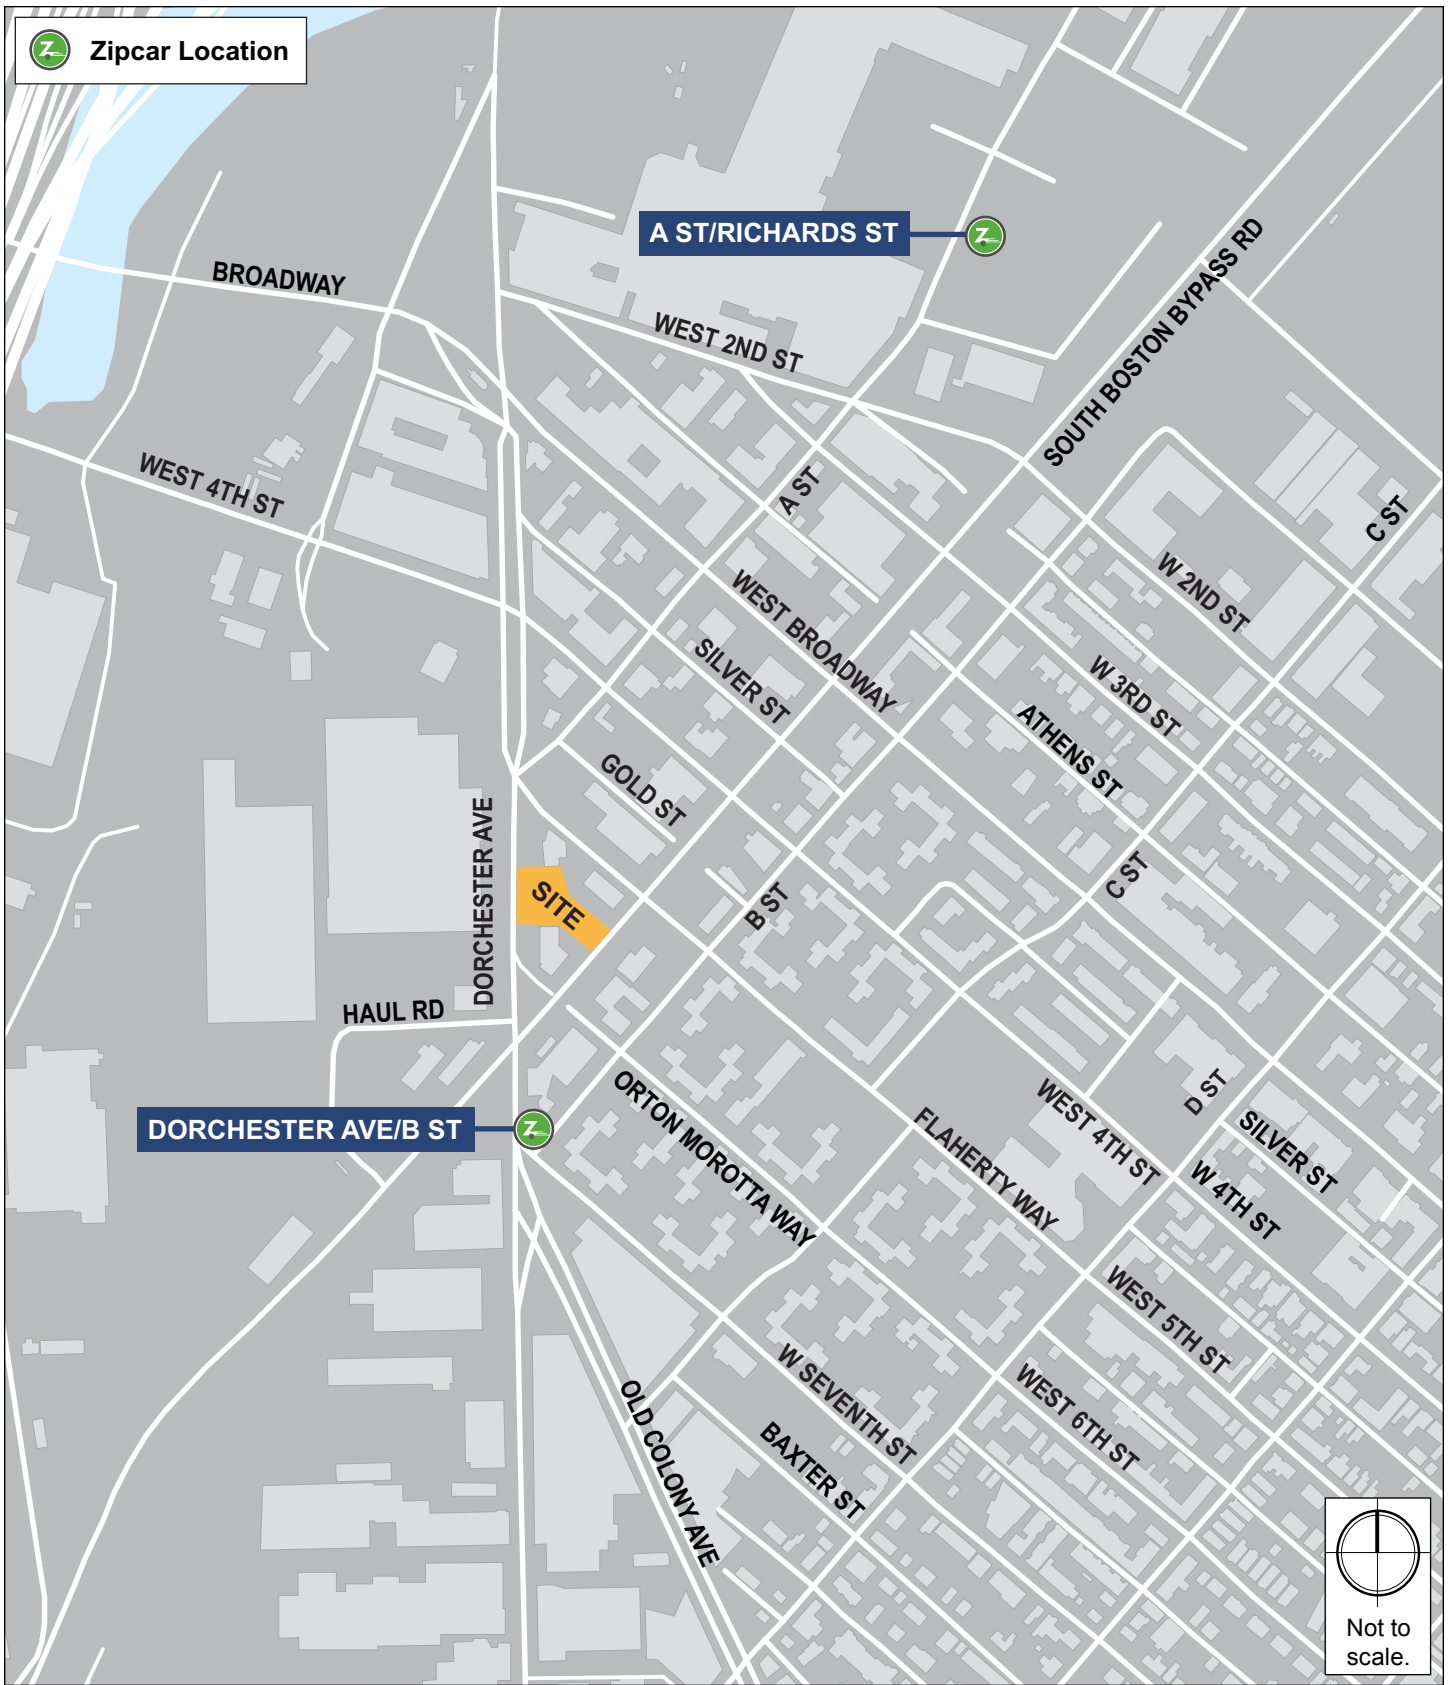 Zipcar Location
A ST/RICHARDS ST
BROADWAY
SOUTH BOSTON BYPASS RD
WEST 2ND ST
WEST 4TH ST
A ST
C ST
W 2ND ST
WEST BROADWAY
SILVER ST
W 3RD ST
ATHENS ST
GOLD ST
DORCHESTER AVE
SITE
B ST
C ST
HAUL RD
DORCHESTER AVE/B ST
ORTON MOROTTA WAY
FLAHERTY WAY
WEST 4TH ST
D ST
SILVER ST
W 4TH ST
WEST 5TH ST
W SEVENTH ST
WEST 6TH ST
OLD COLONY AVE
BAXTER ST
Not to
scale.